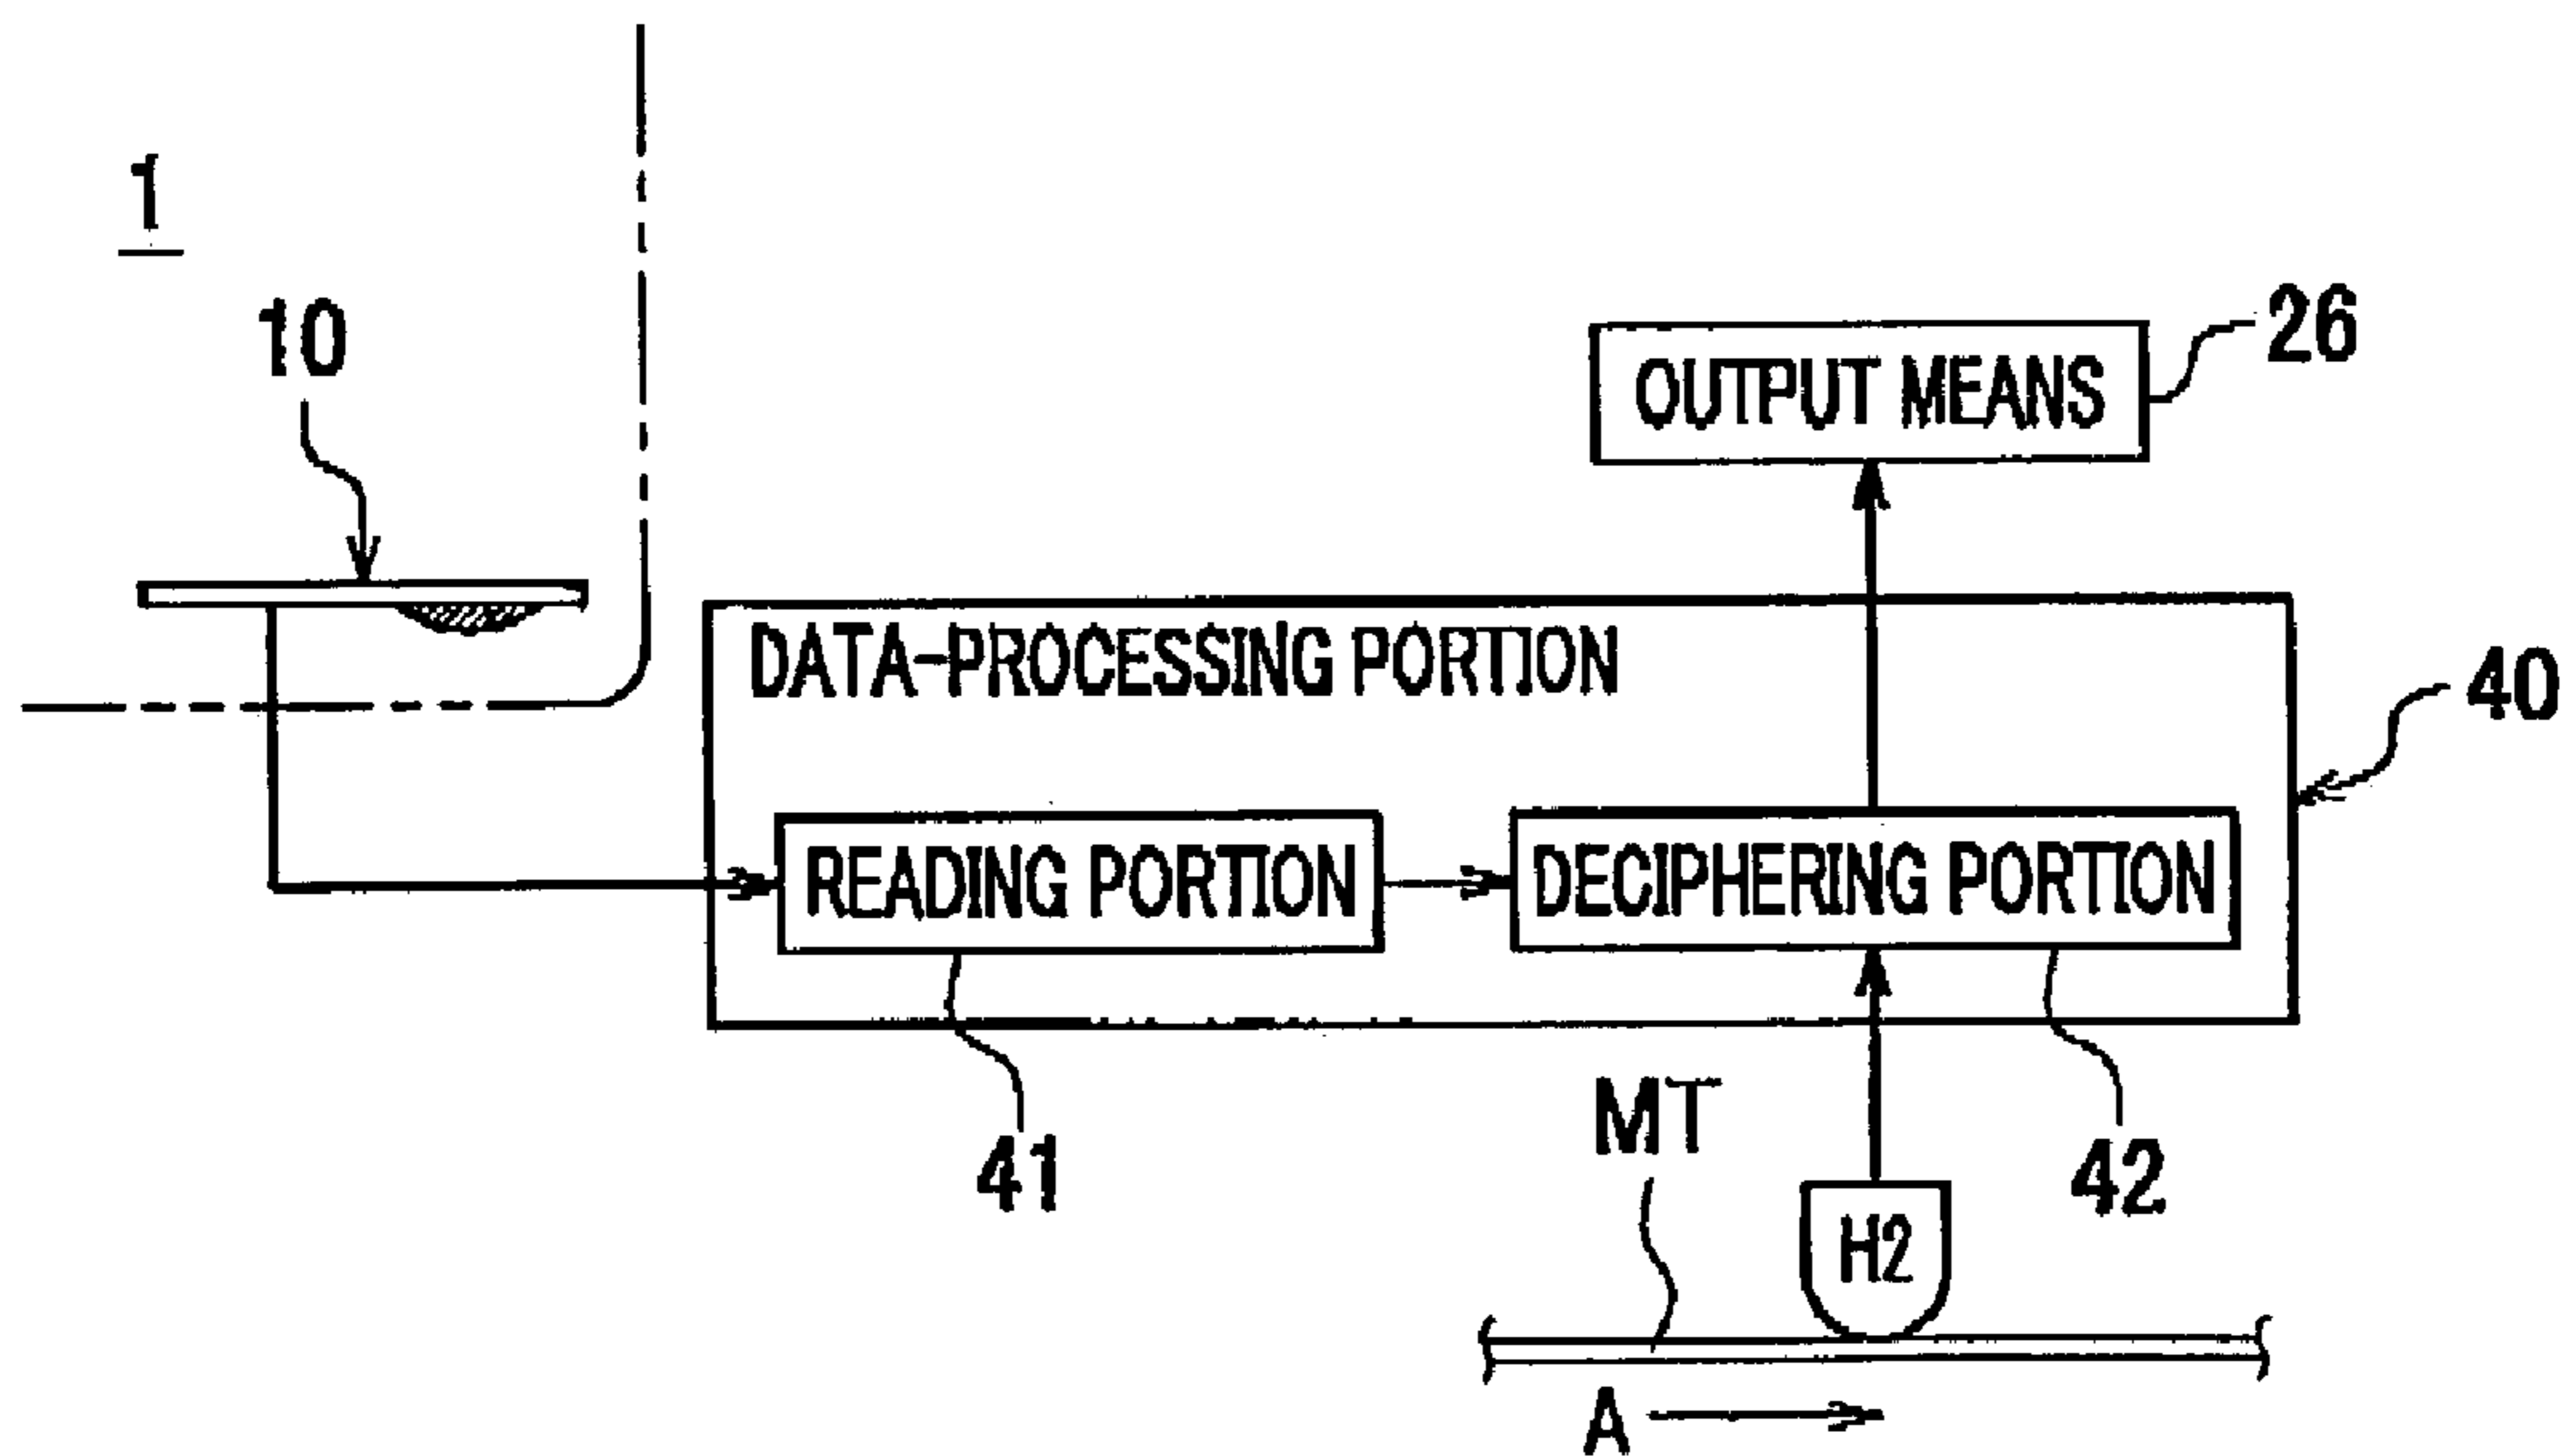 1
10
OUTPUT MEANS
26
DATA-PROCESSING PORTION
40
READING PORTION
DECIPHERING PORTION
41
MT
42
H2
A